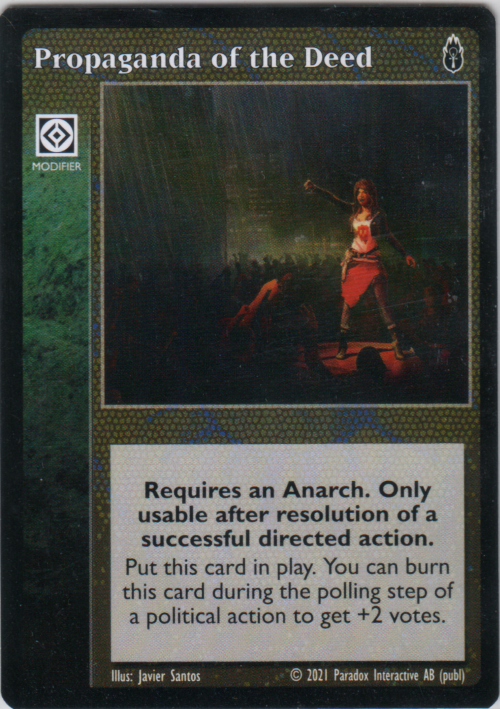 Propaganda of the Deed
MODIFIER
Requires an Anarch. Only
usable after resolution of a
successful directed action.
Put this card in play. You can burn
this card during the polling step of
a political action to get +2 votes.
Illus: Javier Santos
© 2021 Paradox Interactive AB (publ)